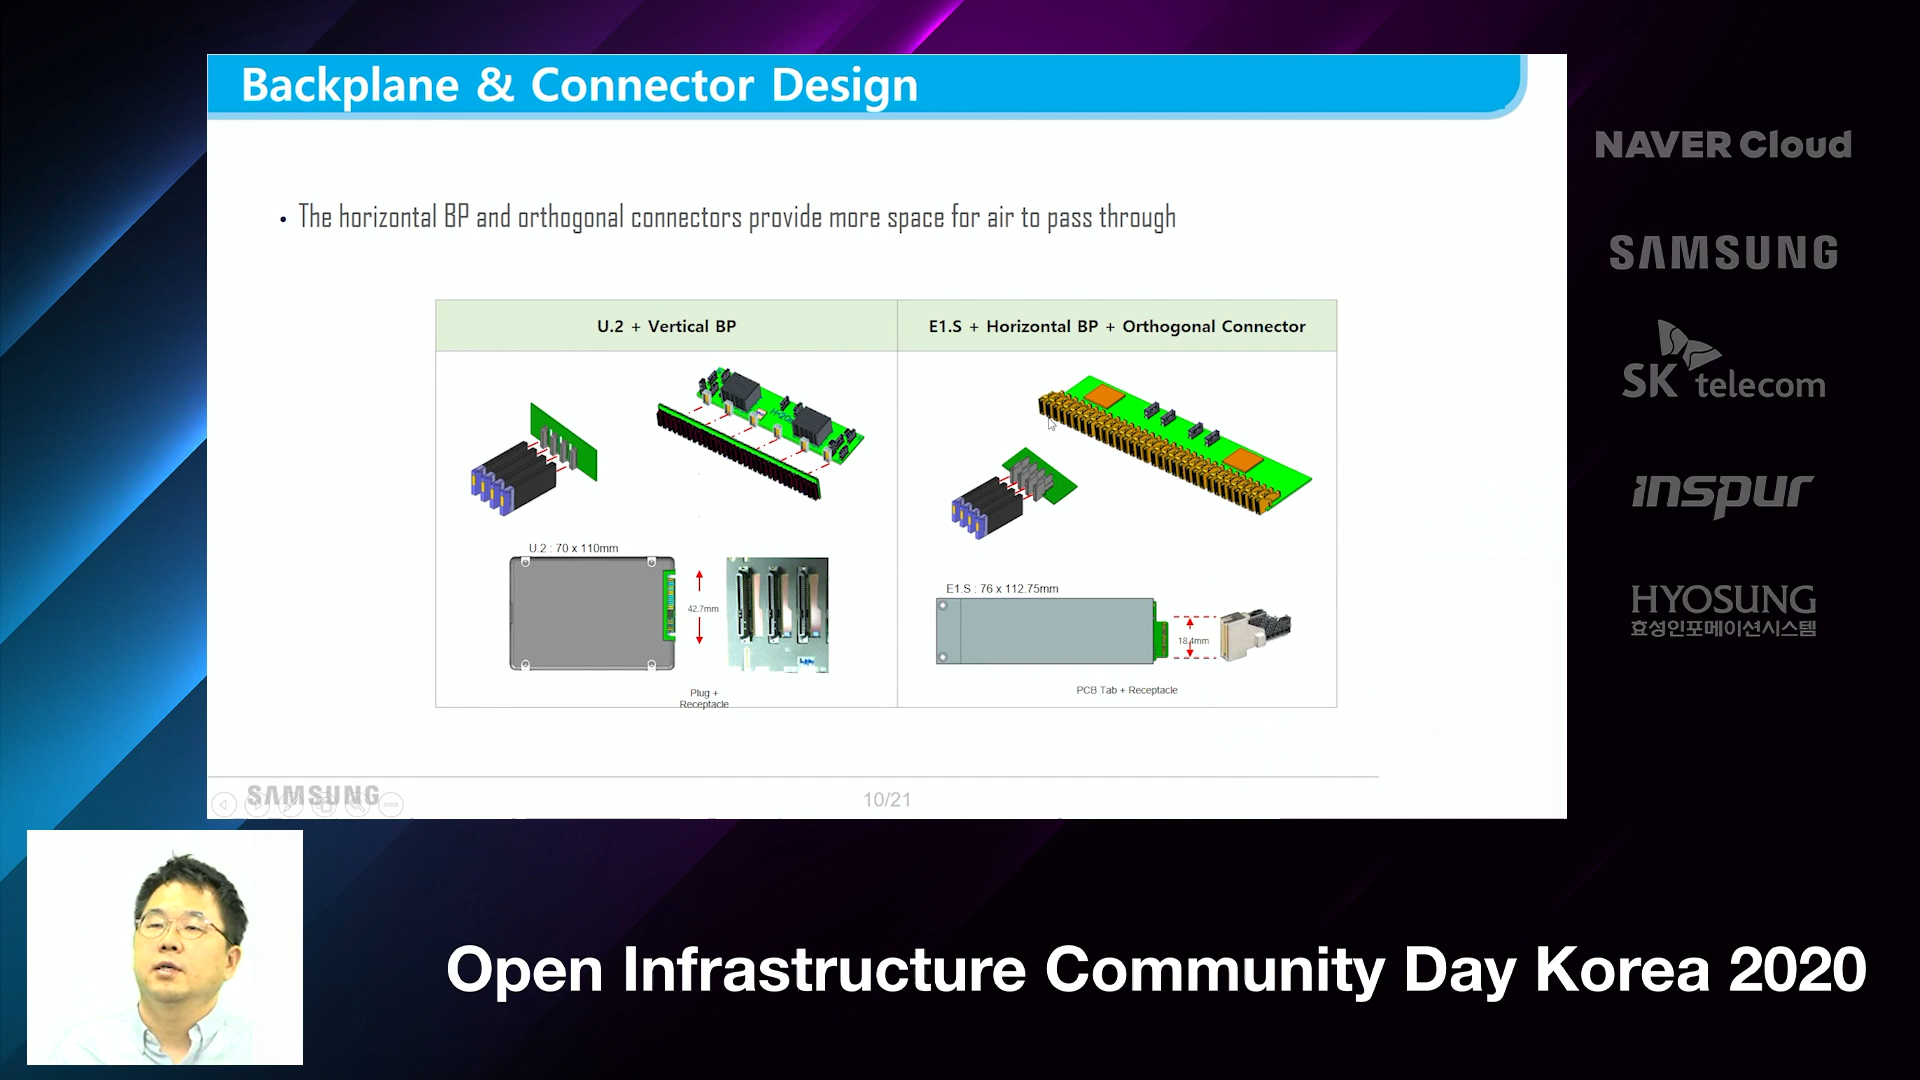 Backplane & Connector Design
• The horizontal BP and orthogonal connectors provide more space for air to pass through
U.2 + Vertical BP
E1.S + Horizontal BP + Orthogonal Connector
U.2 : 70 x 110mm
42.7mm
Plug +
Receptacle
E1.S : 76 x 112.75mm
18.4mm
PCB Tab + Receptacle
SAMSUNG
10/21
NAVER Cloud
SAMSUNG
SK telecom
inspur
HYOSUNG
효성인포메이션시스템
Open Infrastructure Community Day Korea 2020